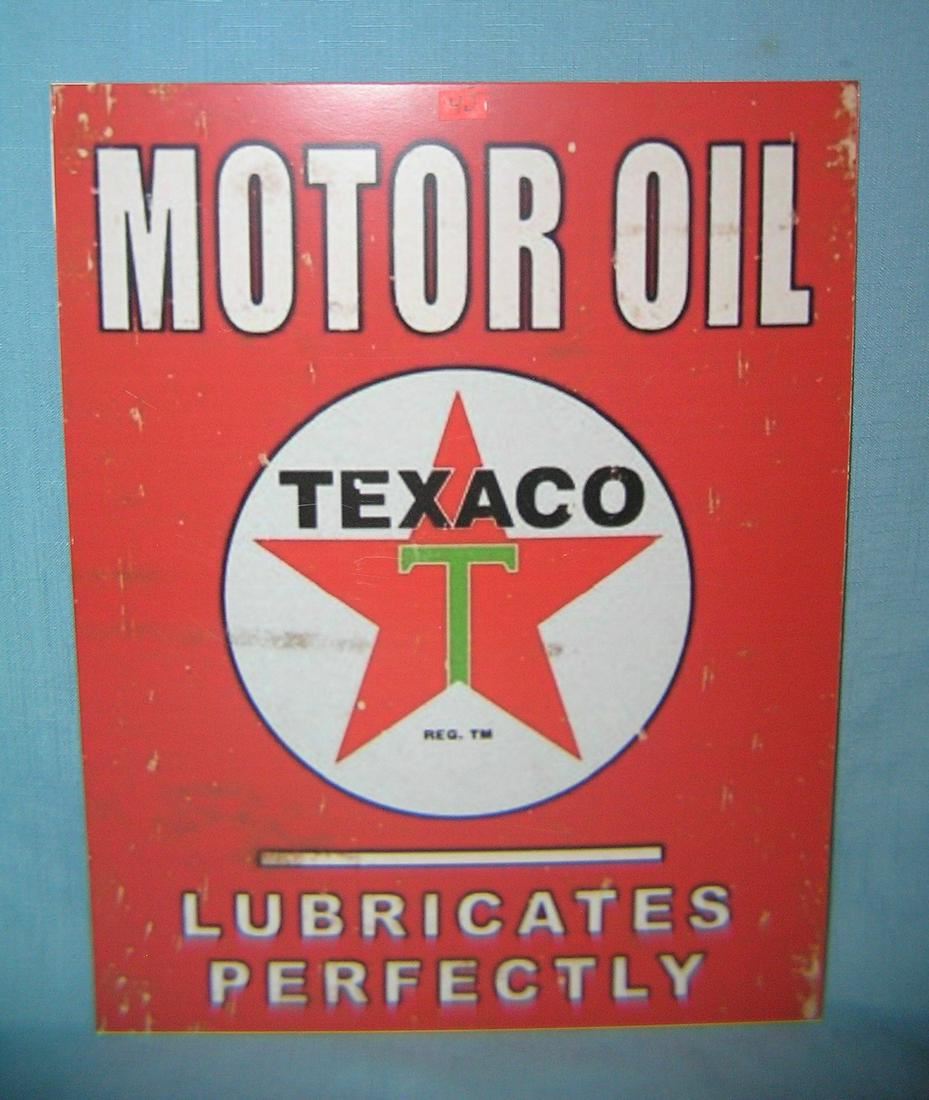 MOTOR OIL
TEXACO
T
REG. TM
LUBRICATES
PERFECTLY